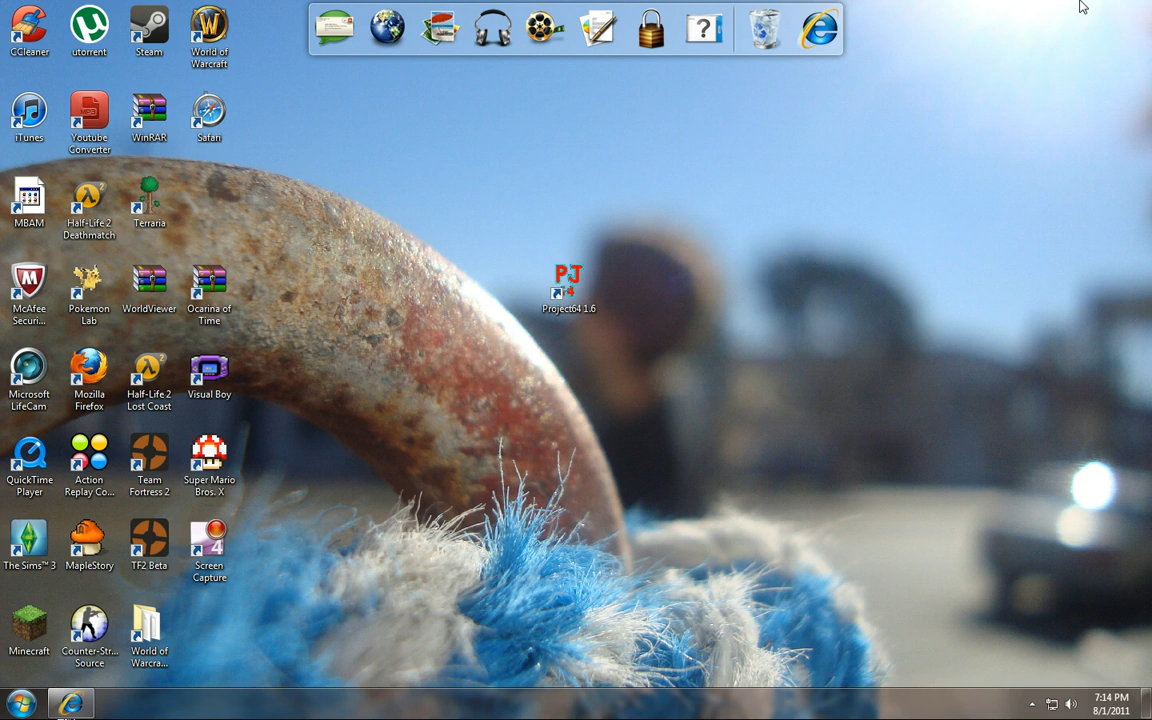 CCleaner
utorrent
Steam
World of
Warcraft
iTunes
Youtube
Converter
WinRAR
Safari
MBAM
Half-Life 2
Deathmatch
Terraria
McAfee
Securi...
Pokemon
Lab
WorldViewer
Ocarina of
Time
PJ
64
Project64 1.6
Microsoft
LifeCam
Mozilla
Firefox
Half-Life 2
Lost Coast
Visual Boy
QuickTime
Player
Action
Replay Co...
Team
Fortress 2
Super Mario
Bros. X
The Sims™ 3
MapleStory
TF2 Beta
Screen
Capture
Minecraft
Counter-Str...
Source
World of
Warcra...
7:14 PM
8/1/2011